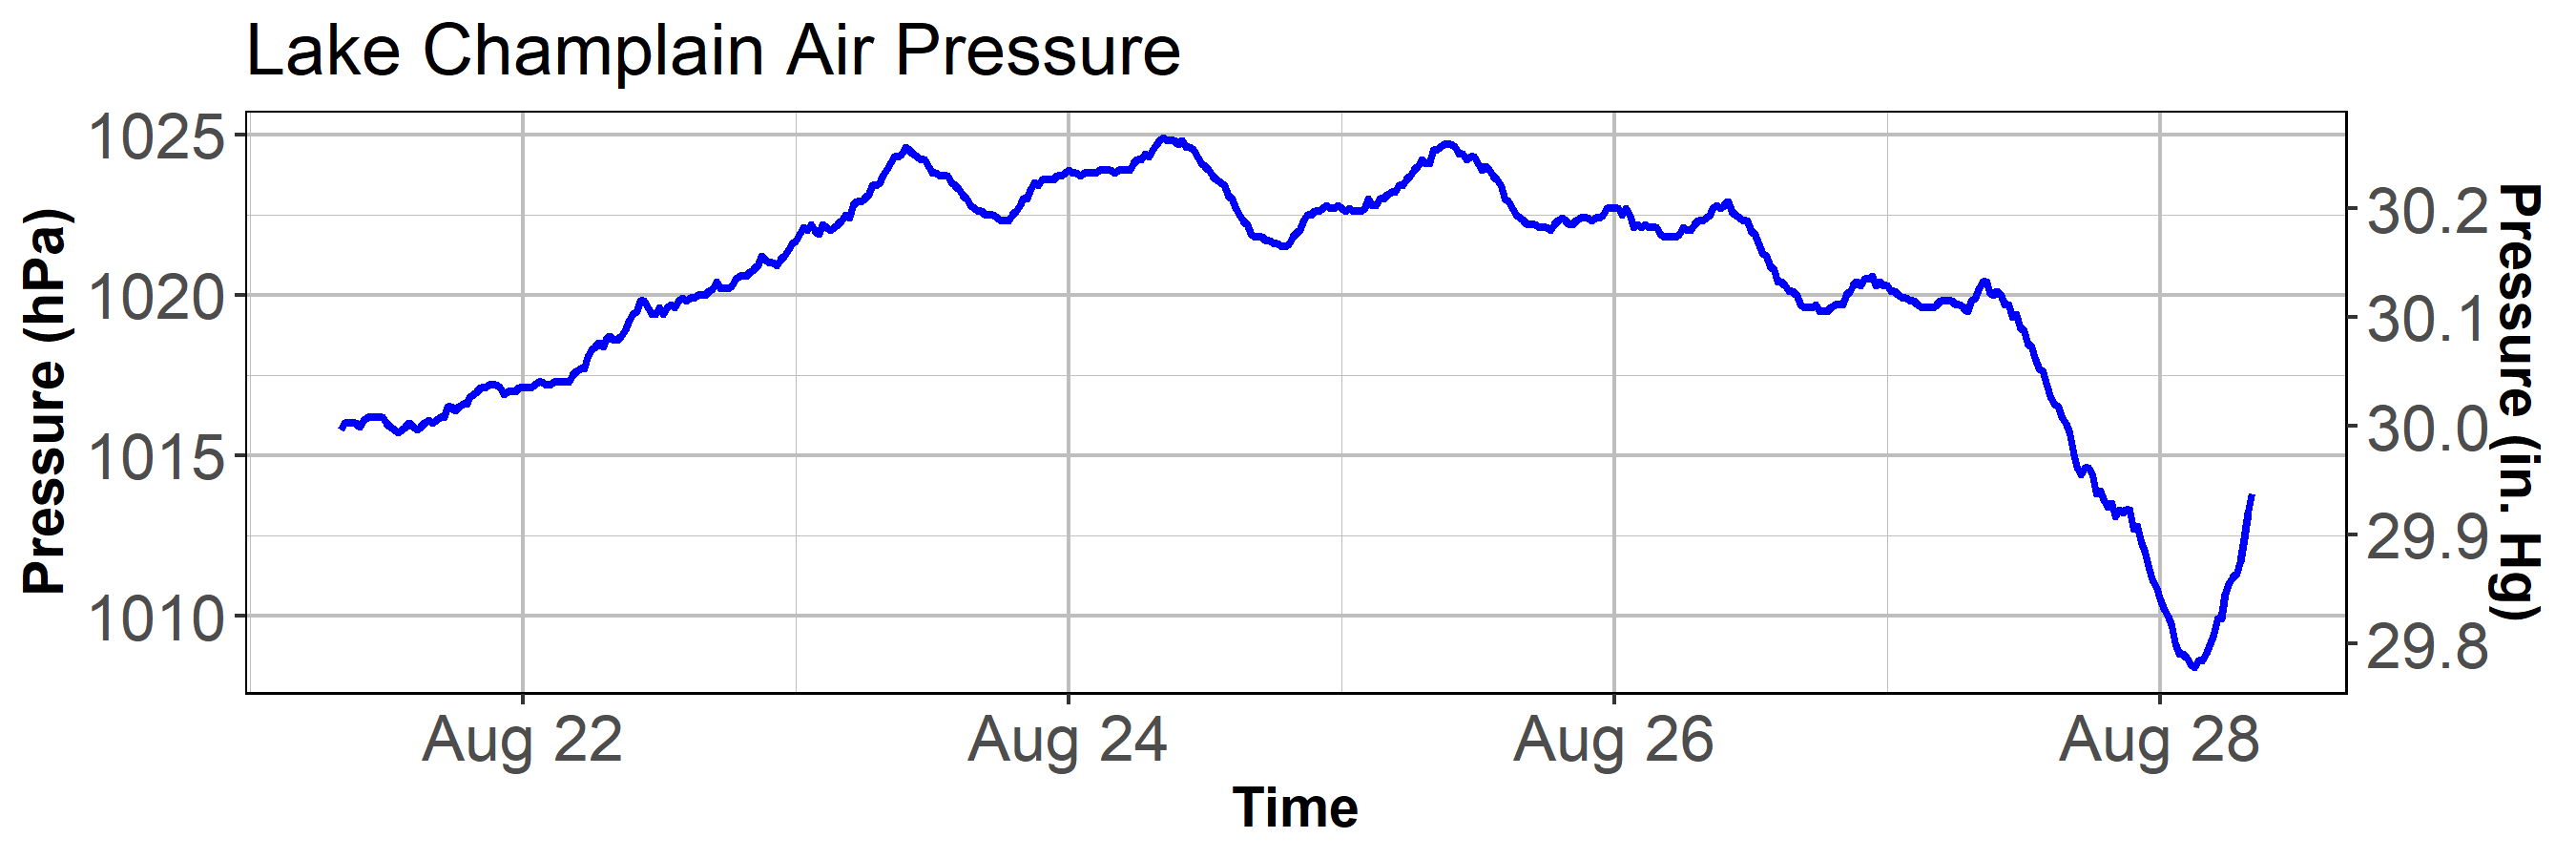 Lake Champlain Air Pressure
1025
1020
1015
1010
Pressure (hPa)
30.2
30.1
30.0
29.9
29.8
Pressure (in. Hg)
Aug 22
Aug 24
Aug 26
Aug 28
Time